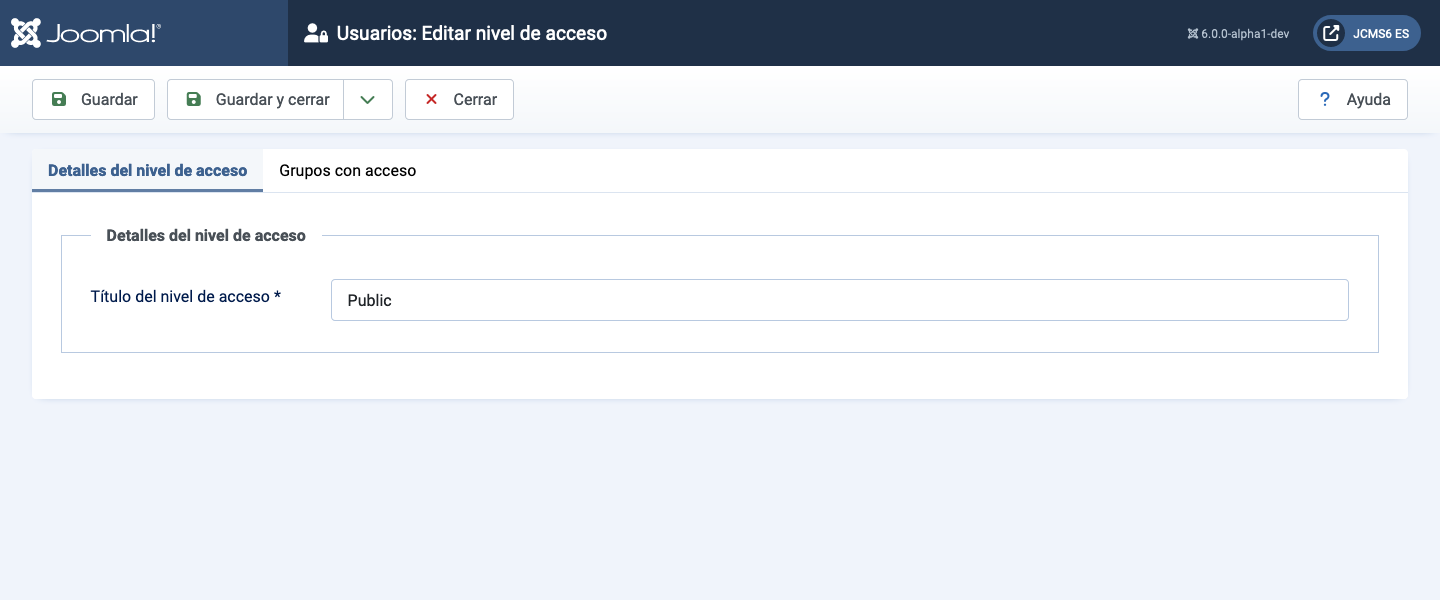 Joomla!®
Usuarios: Editar nivel de acceso
6.0.0-alpha1-dev
JCMS6 ES
Guardar
Guardar y cerrar
Cerrar
? Ayuda
Detalles del nivel de acceso
Grupos con acceso
Detalles del nivel de acceso
Título del nivel de acceso *
Public